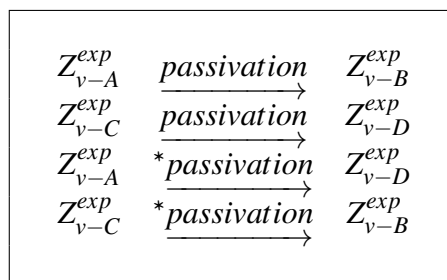 Z^{exp}_{v-A} passivation→ Z^{exp}_{v-B}
Z^{exp}_{v-C} passivation→ Z^{exp}_{v-D}
Z^{exp}_{v-A} *passivation→ Z^{exp}_{v-D}
Z^{exp}_{v-C} *passivation→ Z^{exp}_{v-B}